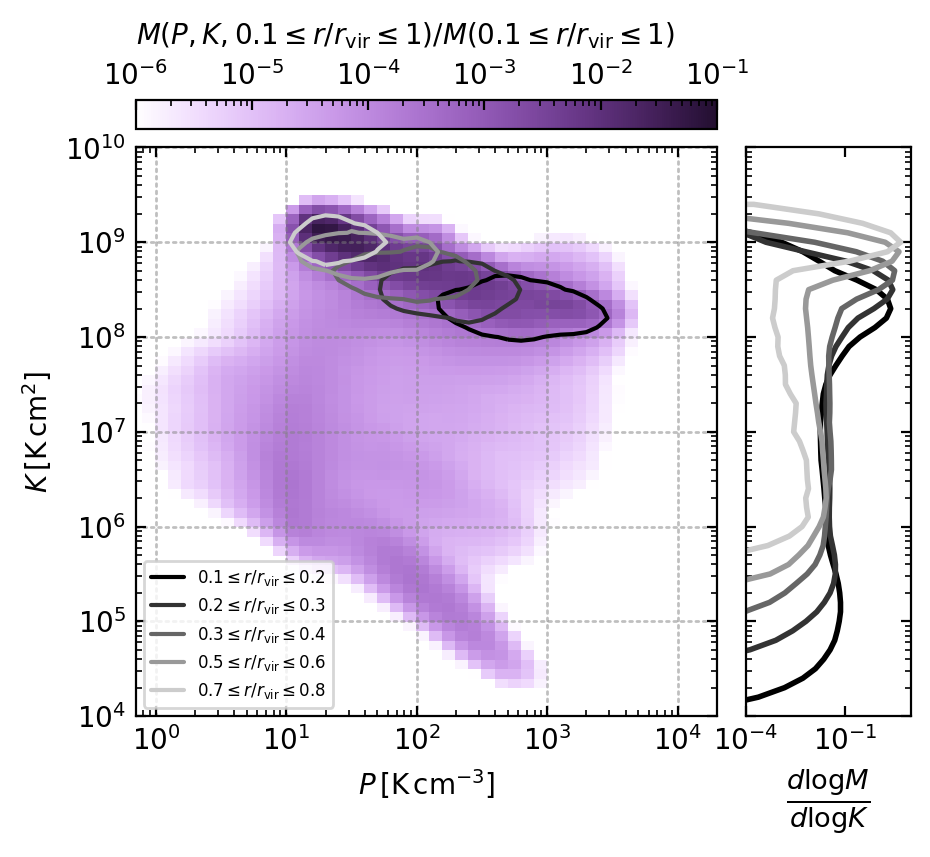 M(P, K, 0.1 ≤ r/r_vir ≤ 1)/M(0.1 ≤ r/r_vir ≤ 1)
10^−6 10^−5 10^−4 10^−3 10^−2 10^−1
10^10
10^9
10^8
10^7
10^6
10^5
10^4
K [K cm^2]
0.1 ≤ r/r_vir ≤ 0.2
0.2 ≤ r/r_vir ≤ 0.3
0.3 ≤ r/r_vir ≤ 0.4
0.5 ≤ r/r_vir ≤ 0.6
0.7 ≤ r/r_vir ≤ 0.8
10^0 10^1 10^2 10^3 10^4
P [K cm^−3]
10^−4 10^−1
dlogM
dlogK